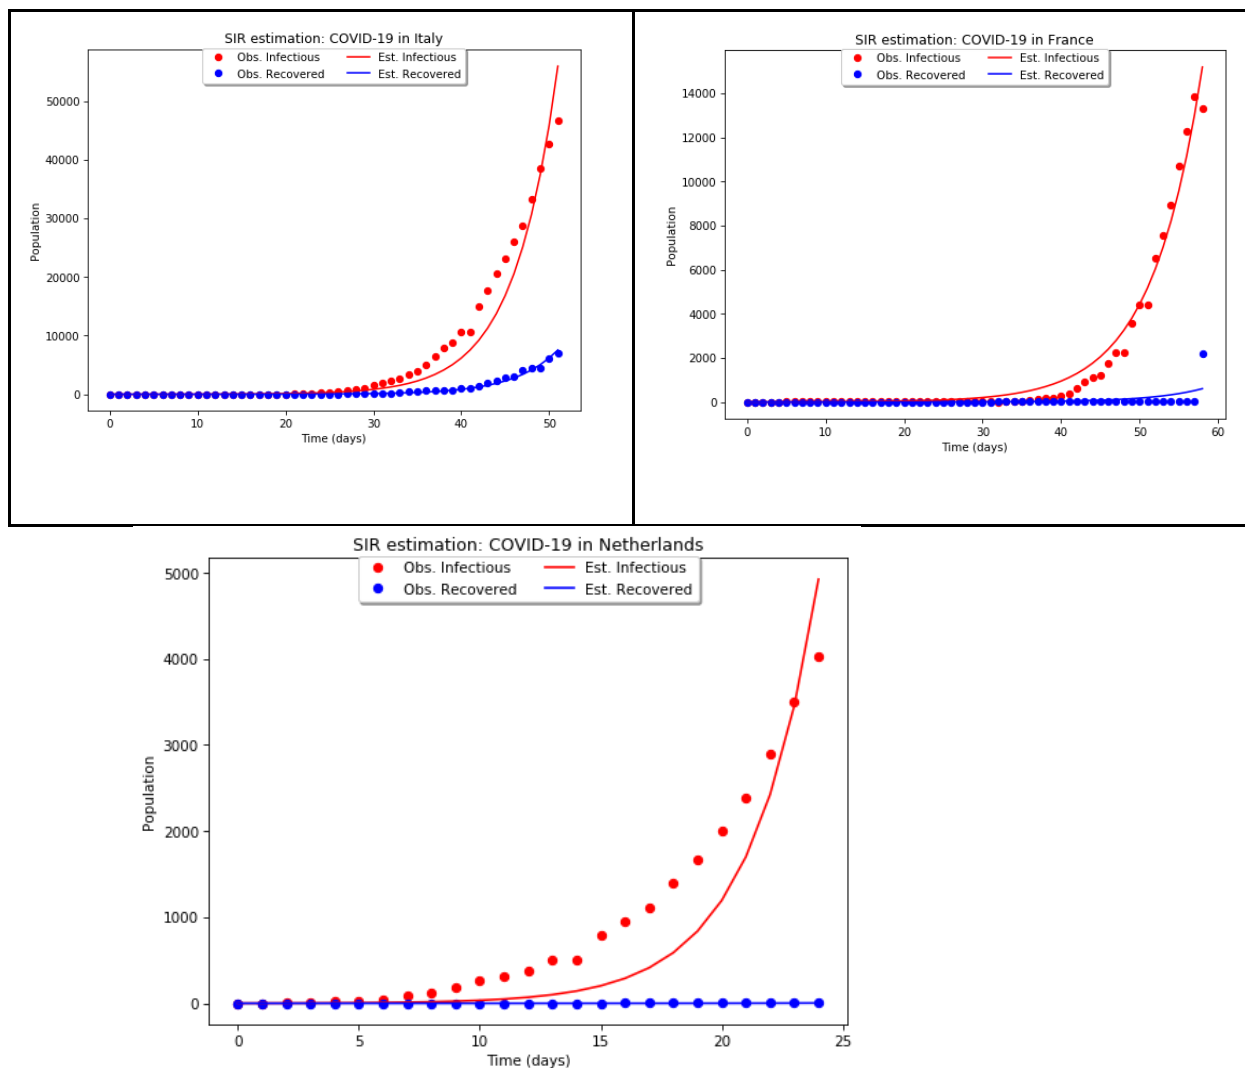 SIR estimation: COVID-19 in Italy
Obs. Infectious Est. Infectious
Obs. Recovered Est. Recovered
50000
40000
30000
20000
10000
0
Population
0 10 20 30 40 50
Time (days)
SIR estimation: COVID-19 in France
Obs. Infectious Est. Infectious
Obs. Recovered Est. Recovered
14000
12000
10000
8000
6000
4000
2000
0
Population
0 10 20 30 40 50 60
Time (days)
SIR estimation: COVID-19 in Netherlands
Obs. Infectious Est. Infectious
Obs. Recovered Est. Recovered
5000
4000
3000
2000
1000
0
Population
0 5 10 15 20 25
Time (days)